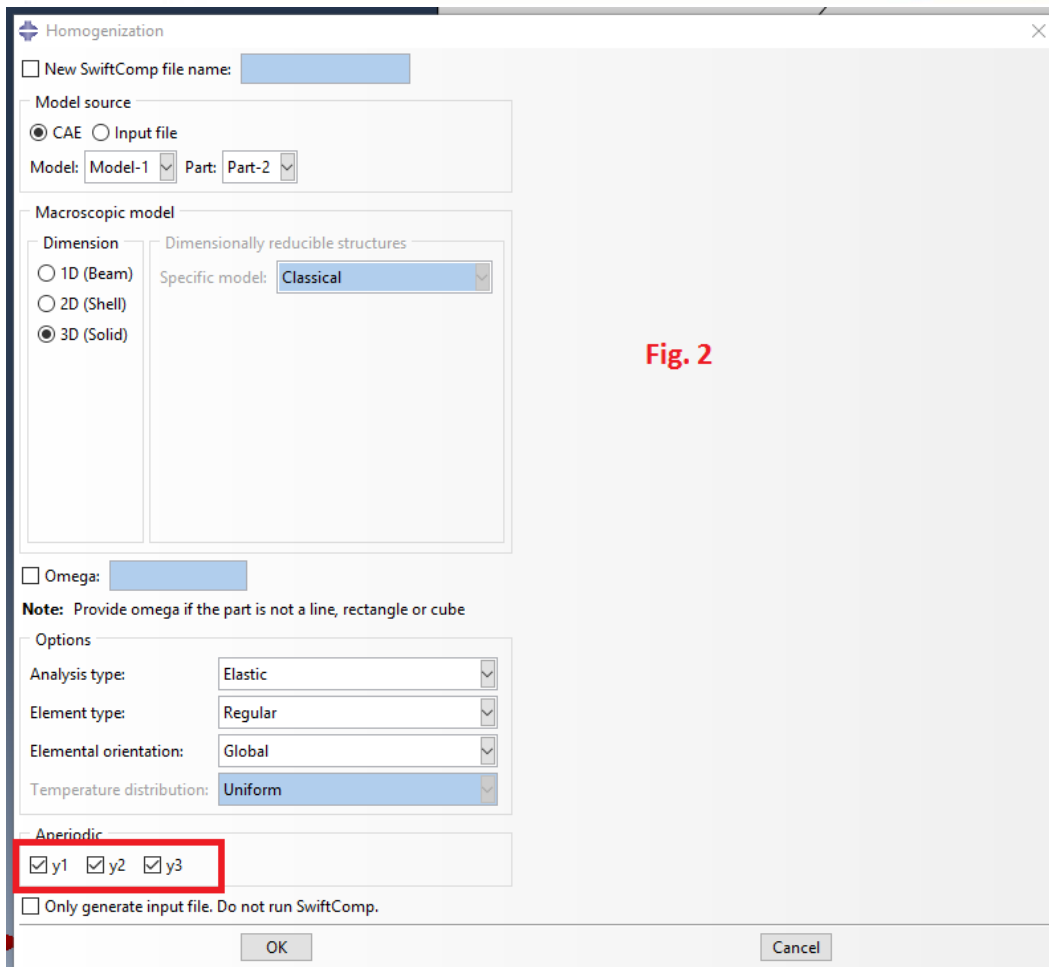 Homogenization
New SwiftComp file name:
Model source
CAE Input file
Model: Model-1 Part: Part-2
Macroscopic model
Dimension Dimensionally reducible structures
1D (Beam) Specific model: Classical
2D (Shell)
3D (Solid)
Fig. 2
Omega:
Note: Provide omega if the part is not a line, rectangle or cube
Options
Analysis type: Elastic
Element type: Regular
Elemental orientation: Global
Temperature distribution: Uniform
Aperiodic
y1 y2 y3
Only generate input file. Do not run SwiftComp.
OK Cancel